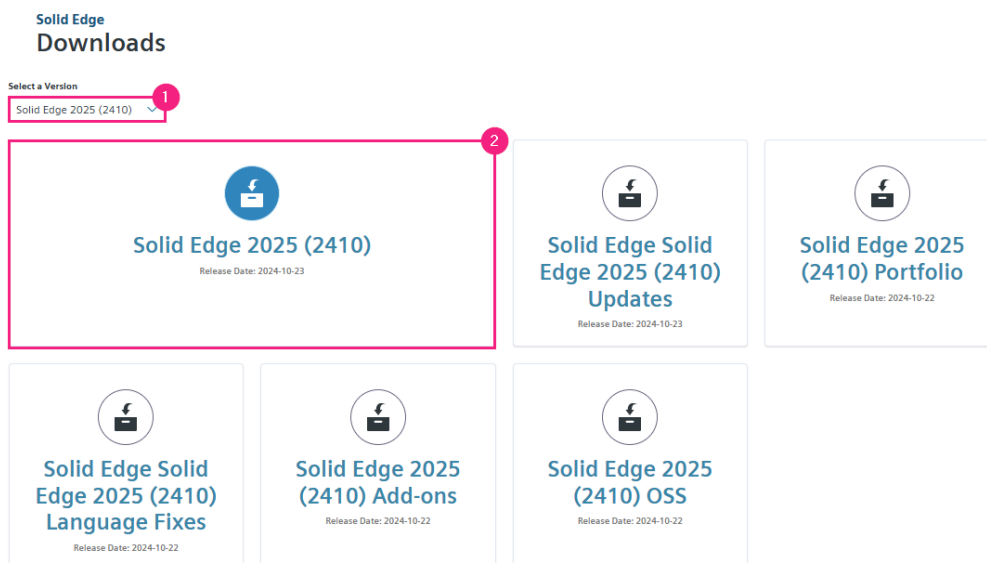 Solid Edge
Downloads
Select a Version
1
Solid Edge 2025 (2410)
2
Solid Edge 2025 (2410)
Release Date: 2024-10-23
Solid Edge Solid
Edge 2025 (2410)
Updates
Release Date: 2024-10-23
Solid Edge 2025
(2410) Portfolio
Release Date: 2024-10-22
Solid Edge Solid
Edge 2025 (2410)
Language Fixes
Release Date: 2024-10-22
Solid Edge 2025
(2410) Add-ons
Release Date: 2024-10-22
Solid Edge 2025
(2410) OSS
Release Date: 2024-10-22